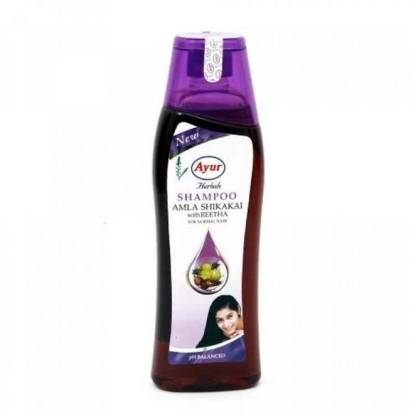 New
Ayur
Herbals
SHAMPOO
AMLA SHIKAKAI
with REETHA
FOR NORMAL HAIR
pH BALANCED